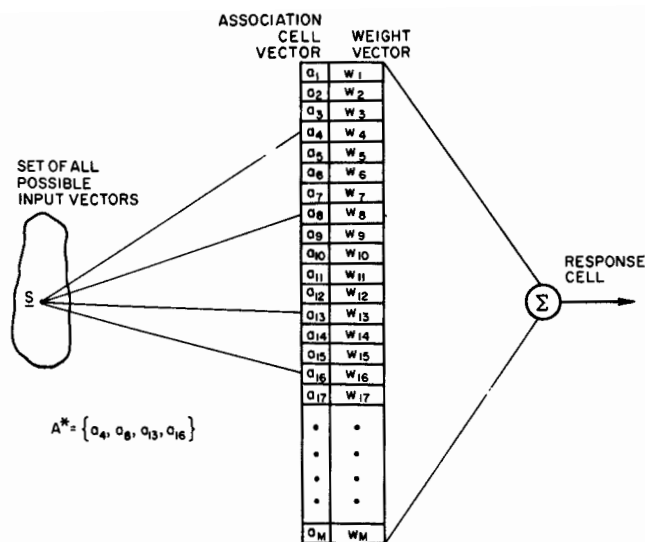 ASSOCIATION CELL VECTOR
WEIGHT VECTOR
a1 w1
a2 w2
a3 w3
a4 w4
a5 w5
a6 w6
a7 w7
a8 w8
a9 w9
a10 w10
a11 w11
a12 w12
a13 w13
a14 w14
a15 w15
a16 w16
a17 w17
aM wM
SET OF ALL
POSSIBLE
INPUT VECTORS
S
A* = {a4, a8, a13, a16}
Σ
RESPONSE
CELL